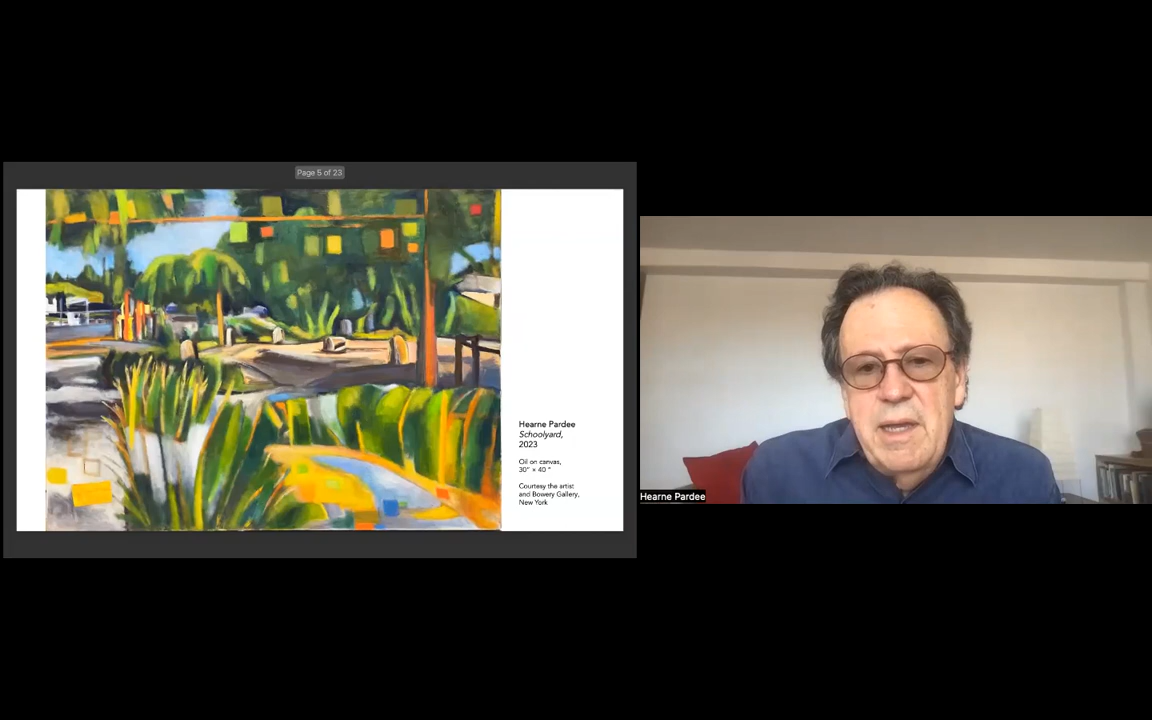 Page 5 of 23
Hearne Pardee
Schoolyard,
2023
Oil on canvas,
30" × 40 "
Courtesy the artist
and Bowery Gallery,
New York
Hearne Pardee